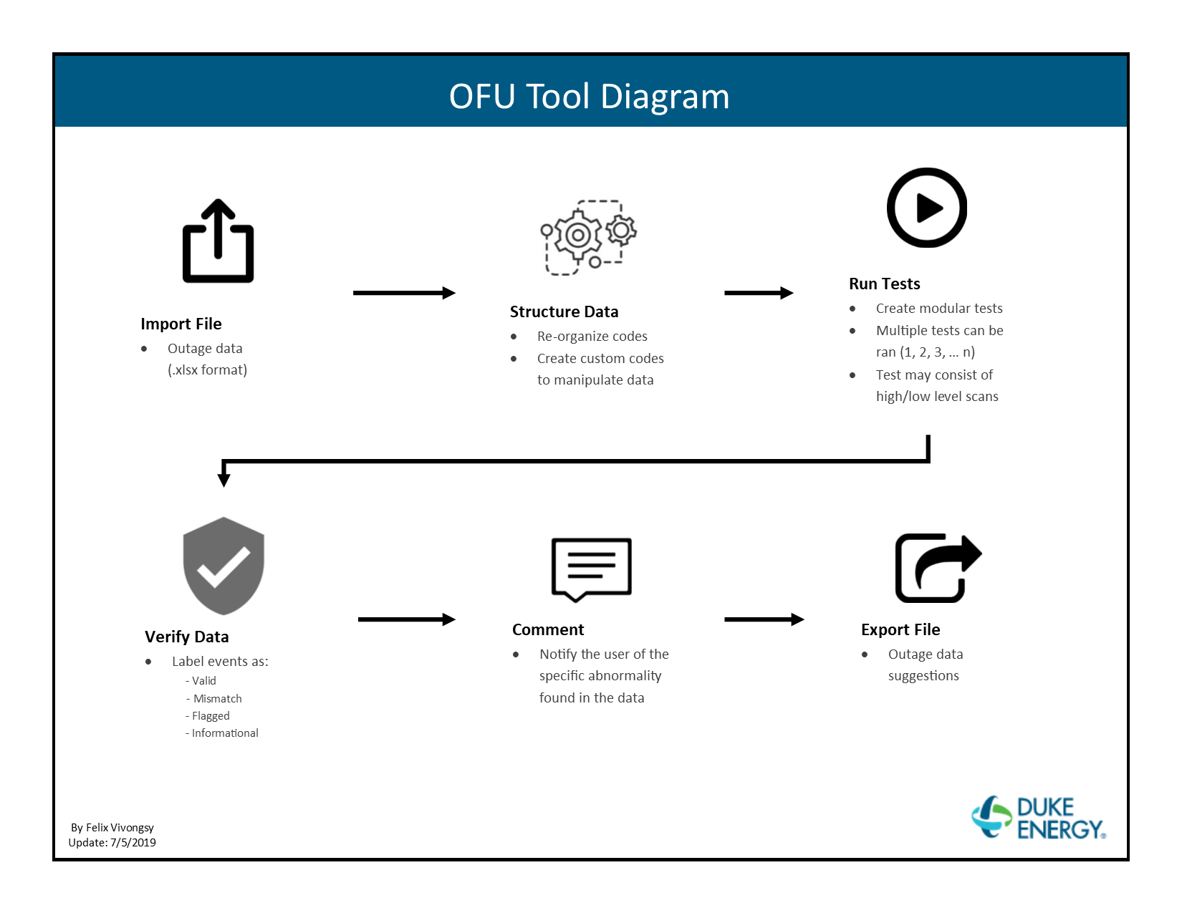 OFU Tool Diagram
Import File
• Outage data
(.xlsx format)
Structure Data
• Re-organize codes
• Create custom codes
to manipulate data
Run Tests
• Create modular tests
• Multiple tests can be
ran (1, 2, 3, ... n)
• Test may consist of
high/low level scans
Verify Data
• Label events as:
- Valid
- Mismatch
- Flagged
- Informational
Comment
• Notify the user of the
specific abnormality
found in the data
Export File
• Outage data
suggestions
By Felix Vivongsy
Update: 7/5/2019
DUKE
ENERGY®